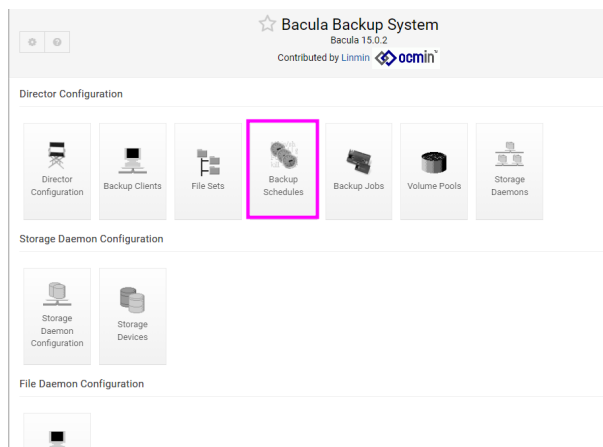 Bacula Backup System
Bacula 15.0.2
Contributed by Linmin ocmin
Director Configuration
Director
Configuration
Backup Clients
File Sets
Backup
Schedules
Backup Jobs
Volume Pools
Storage
Daemons
Storage Daemon Configuration
Storage
Daemon
Configuration
Storage
Devices
File Daemon Configuration